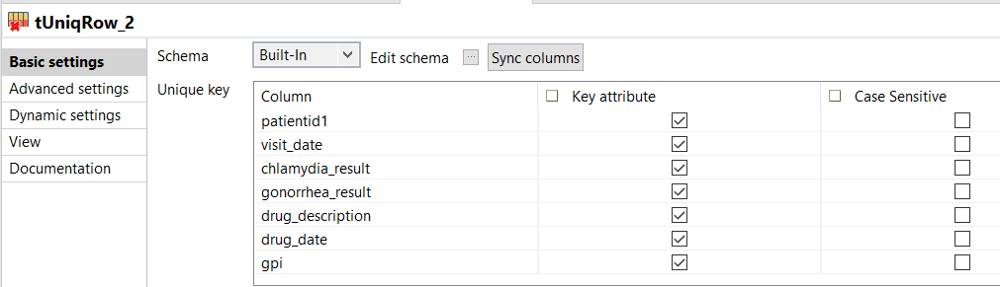 tUniqRow_2
Basic settings
Advanced settings
Dynamic settings
View
Documentation
Schema Built-In Edit schema ... Sync columns
Unique key
Column Key attribute Case Sensitive
patientid1
visit_date
chlamydia_result
gonorrhea_result
drug_description
drug_date
gpi